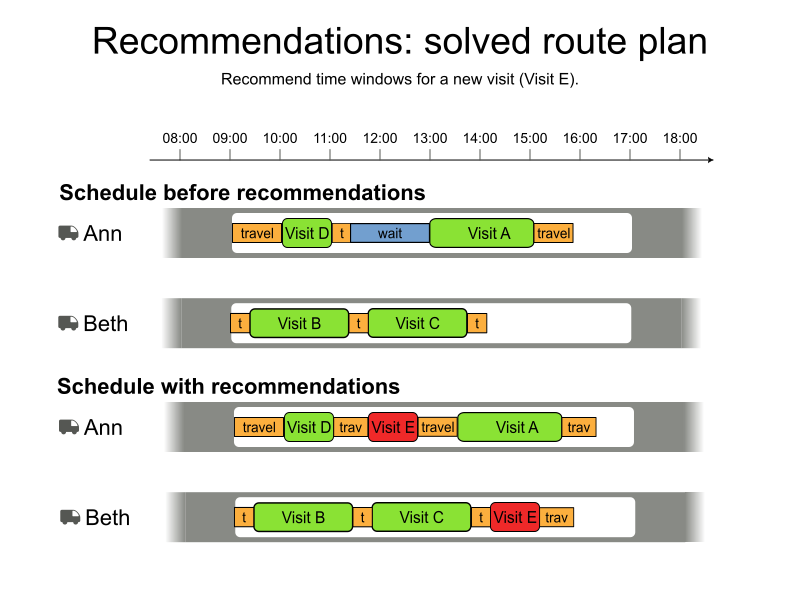 Recommendations: solved route plan
Recommend time windows for a new visit (Visit E).
08:00 09:00 10:00 11:00 12:00 13:00 14:00 15:00 16:00 17:00 18:00
Schedule before recommendations
Ann travel Visit D t wait Visit A travel
Beth t Visit B t Visit C t
Schedule with recommendations
Ann travel Visit D trav Visit E travel Visit A trav
Beth t Visit B t Visit C t Visit E trav